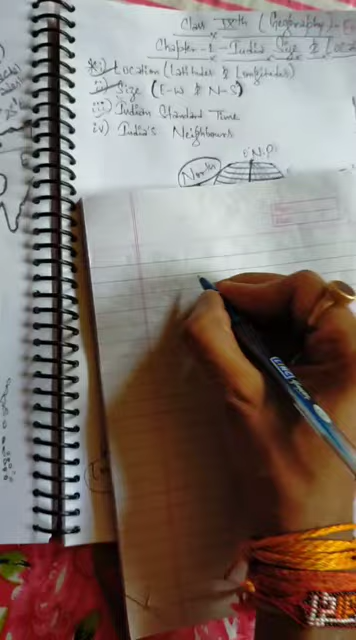 Class IXth (Geography
Chapter-1-India Size & Loca
*i) Location (Latitudes & Longitudes)
ii) Size (E-W & N-S)
iii) Indian Standard Time
iv) India's Neighbours
N.P.
North